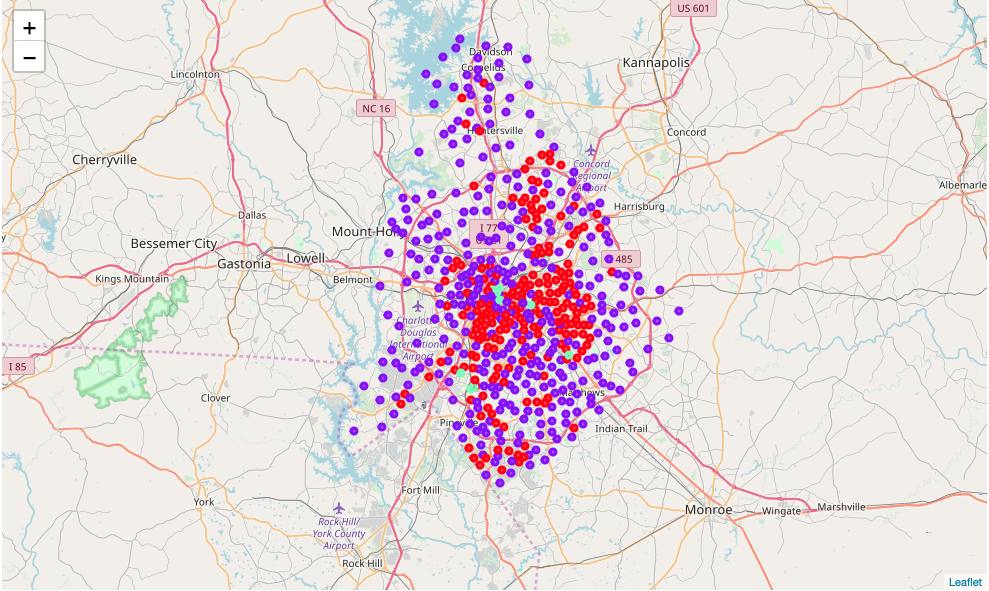 US 601
+
−
Davidson
Cornelius
Kannapolis
Lincolnton
NC 16
Huntersville
Concord
Cherryville
Concord
Regional
Airport
Albemarle
Dallas
Harrisburg
I 77
Mount Holly
Bessemer City
Lowell
Gastonia
485
Kings Mountain
Belmont
Charlotte
Douglas
International
Airport
I 85
Clover
Matthews
Pineville
Indian Trail
Fort Mill
York
Monroe
Wingate
Marshville
Rock Hill/
York County
Airport
Rock Hill
Leaflet